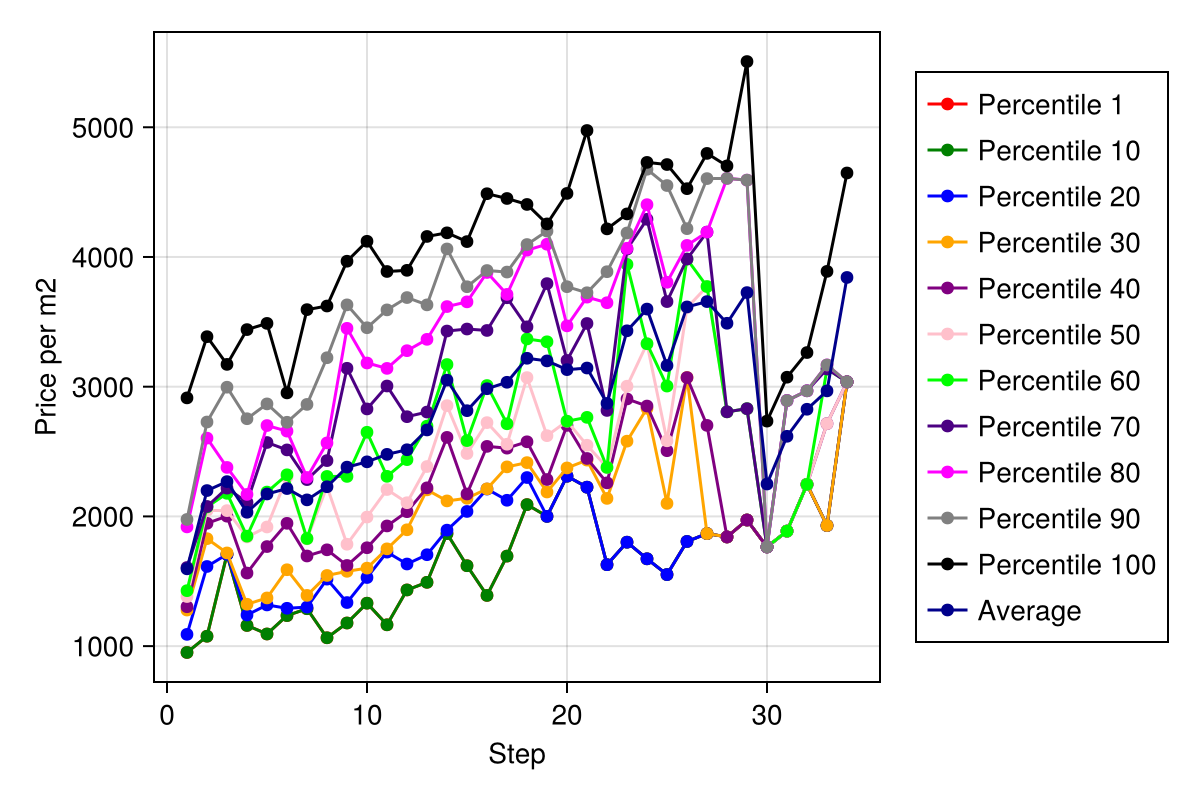 5000
4000
3000
2000
1000
Price per m2
0 10 20 30
Step
Percentile 1
Percentile 10
Percentile 20
Percentile 30
Percentile 40
Percentile 50
Percentile 60
Percentile 70
Percentile 80
Percentile 90
Percentile 100
Average